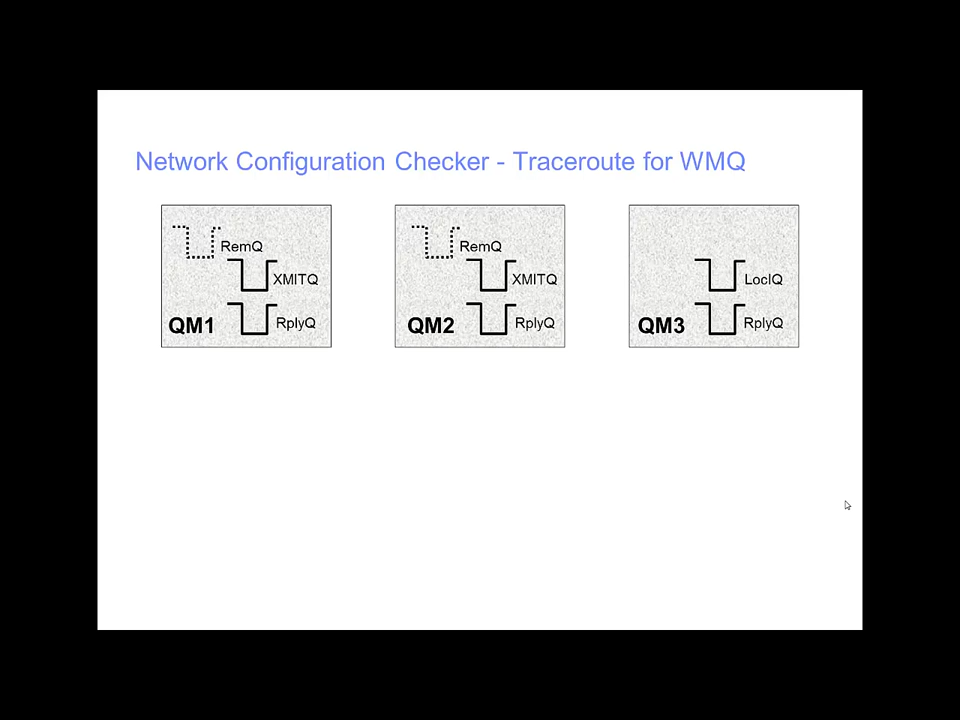 Network Configuration Checker - Traceroute for WMQ
RemQ
XMITQ
QM1
RplyQ
RemQ
XMITQ
QM2
RplyQ
LoclQ
QM3
RplyQ